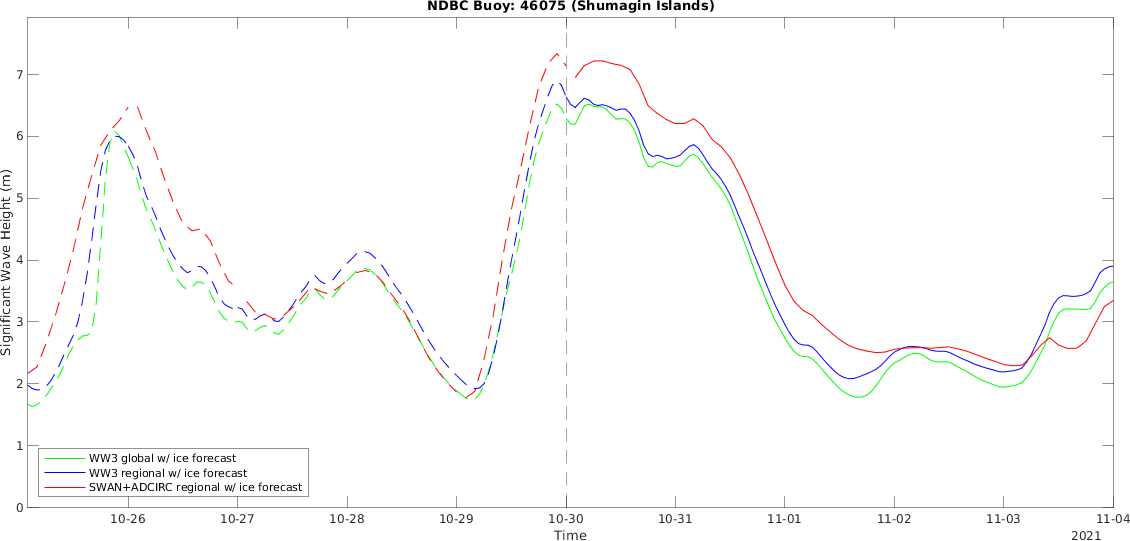 NDBC Buoy: 46075 (Shumagin Islands)
Significant Wave Height (m)
7
6
5
4
3
2
1
0
WW3 global w/ ice forecast
WW3 regional w/ ice forecast
SWAN+ADCIRC regional w/ ice forecast
10-26 10-27 10-28 10-29 10-30 10-31 11-01 11-02 11-03 11-04
Time
2021